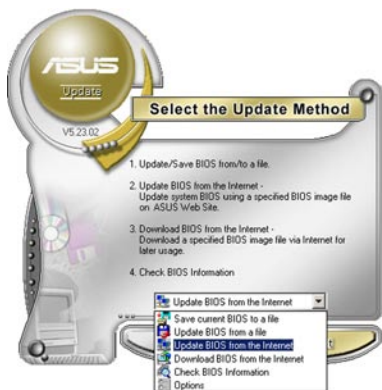 ASUS
Update
V5.23.02
Select the Update Method
1. Update/Save BIOS from/to a file.
2. Update BIOS from the Internet -
Update system BIOS using a specified BIOS image file
on ASUS Web Site.
3. Download BIOS from the Internet -
Download a specified BIOS image file via Internet for
later usage.
4. Check BIOS Information
Update BIOS from the Internet
Save current BIOS to a file
Update BIOS from a file
Update BIOS from the Internet
Download BIOS from the Internet
Check BIOS Information
Options